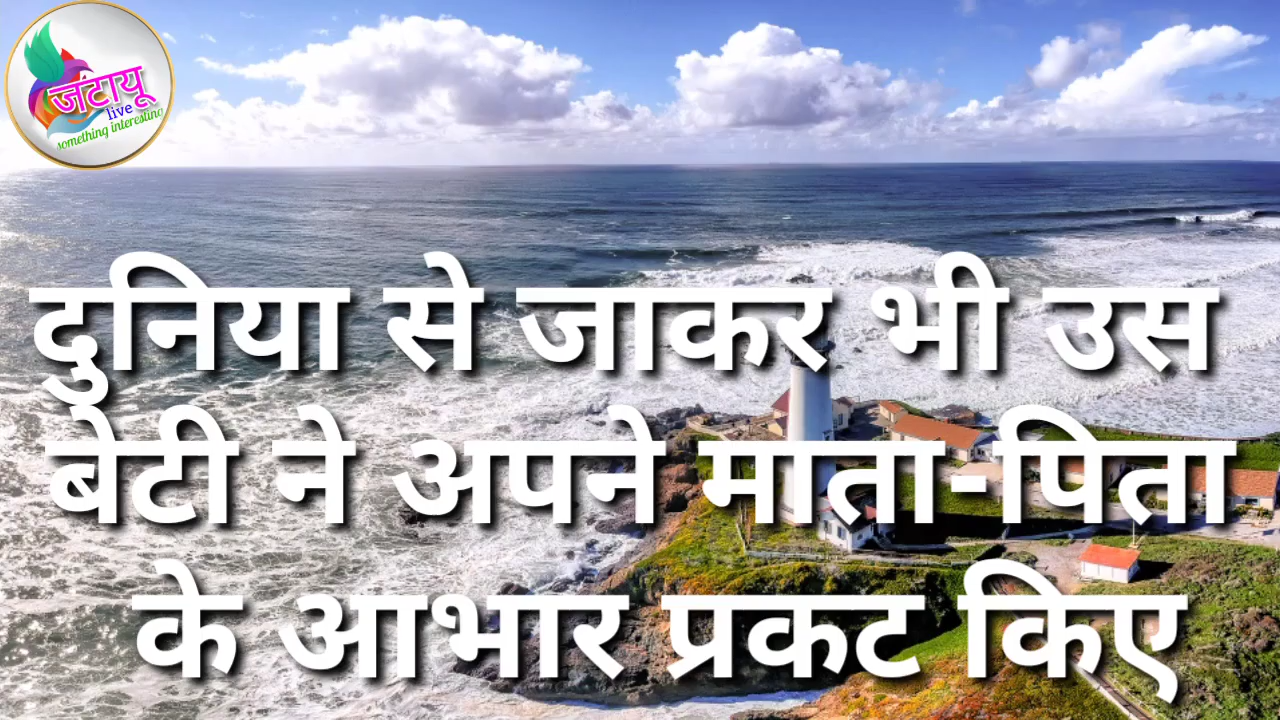 जटायू
live
something interesting
दुनिया से जाकर भी उस
बेटी ने अपने माता-पिता
के आभार प्रकट किए